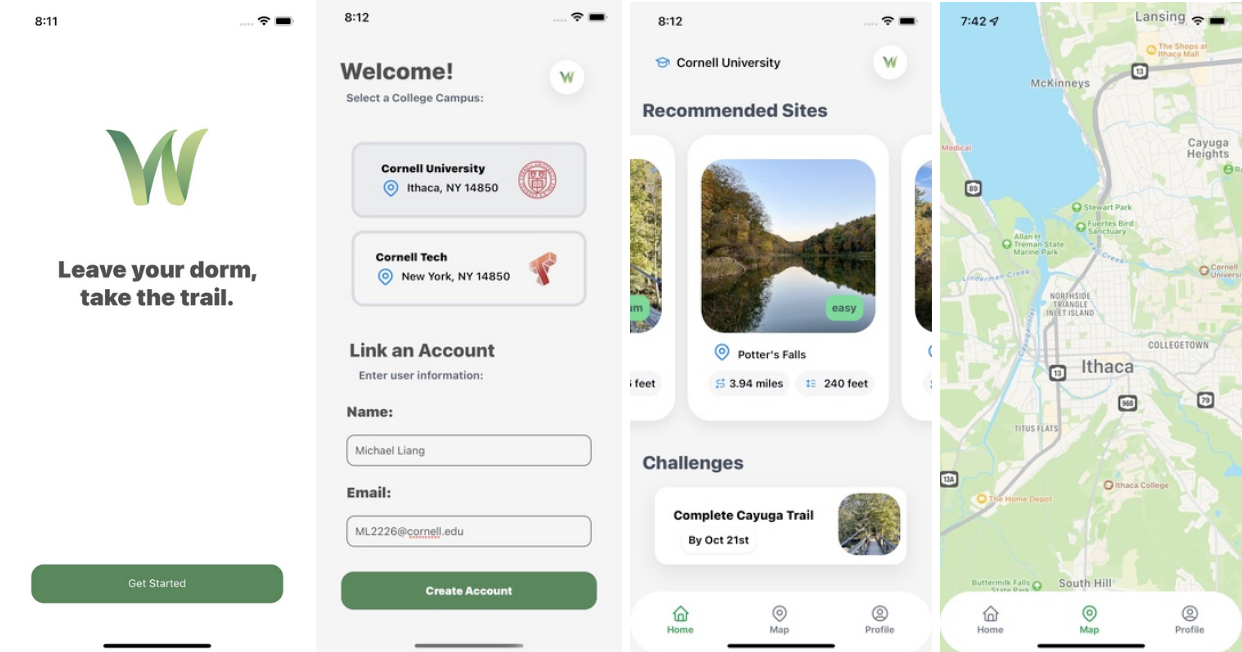 8:11
W
Leave your dorm,
take the trail.
Get Started
8:12
Welcome!
W
Select a College Campus:
Cornell University
Ithaca, NY 14850
Cornell Tech
New York, NY 14850
Link an Account
Enter user information:
Name:
Michael Liang
Email:
ML2226@cornell.edu
Create Account
8:12
Cornell University
W
Recommended Sites
easy
Potter's Falls
feet
3.94 miles
240 feet
Challenges
Complete Cayuga Trail
By Oct 21st
Home
Map
Profile
7:42
Lansing
The Shops at
Ithaca Mall
13
McKinneys
Cayuga
Heights
Medical
89
Stewart Park
Fuertes Bird
Sanctuary
Allan H
Treman State
Marine Park
Linderman Creek
Fall Creek
Cornell
Univers
NORTHSIDE
TRIANGLE
INLET ISLAND
Cayuga Inlet
COLLEGETOWN
Ithaca
13
79
96B
TITUS FLATS
13A
Ithaca College
The Home Depot
Buttermilk Falls
State Park
South Hill
Home
Map
Profile